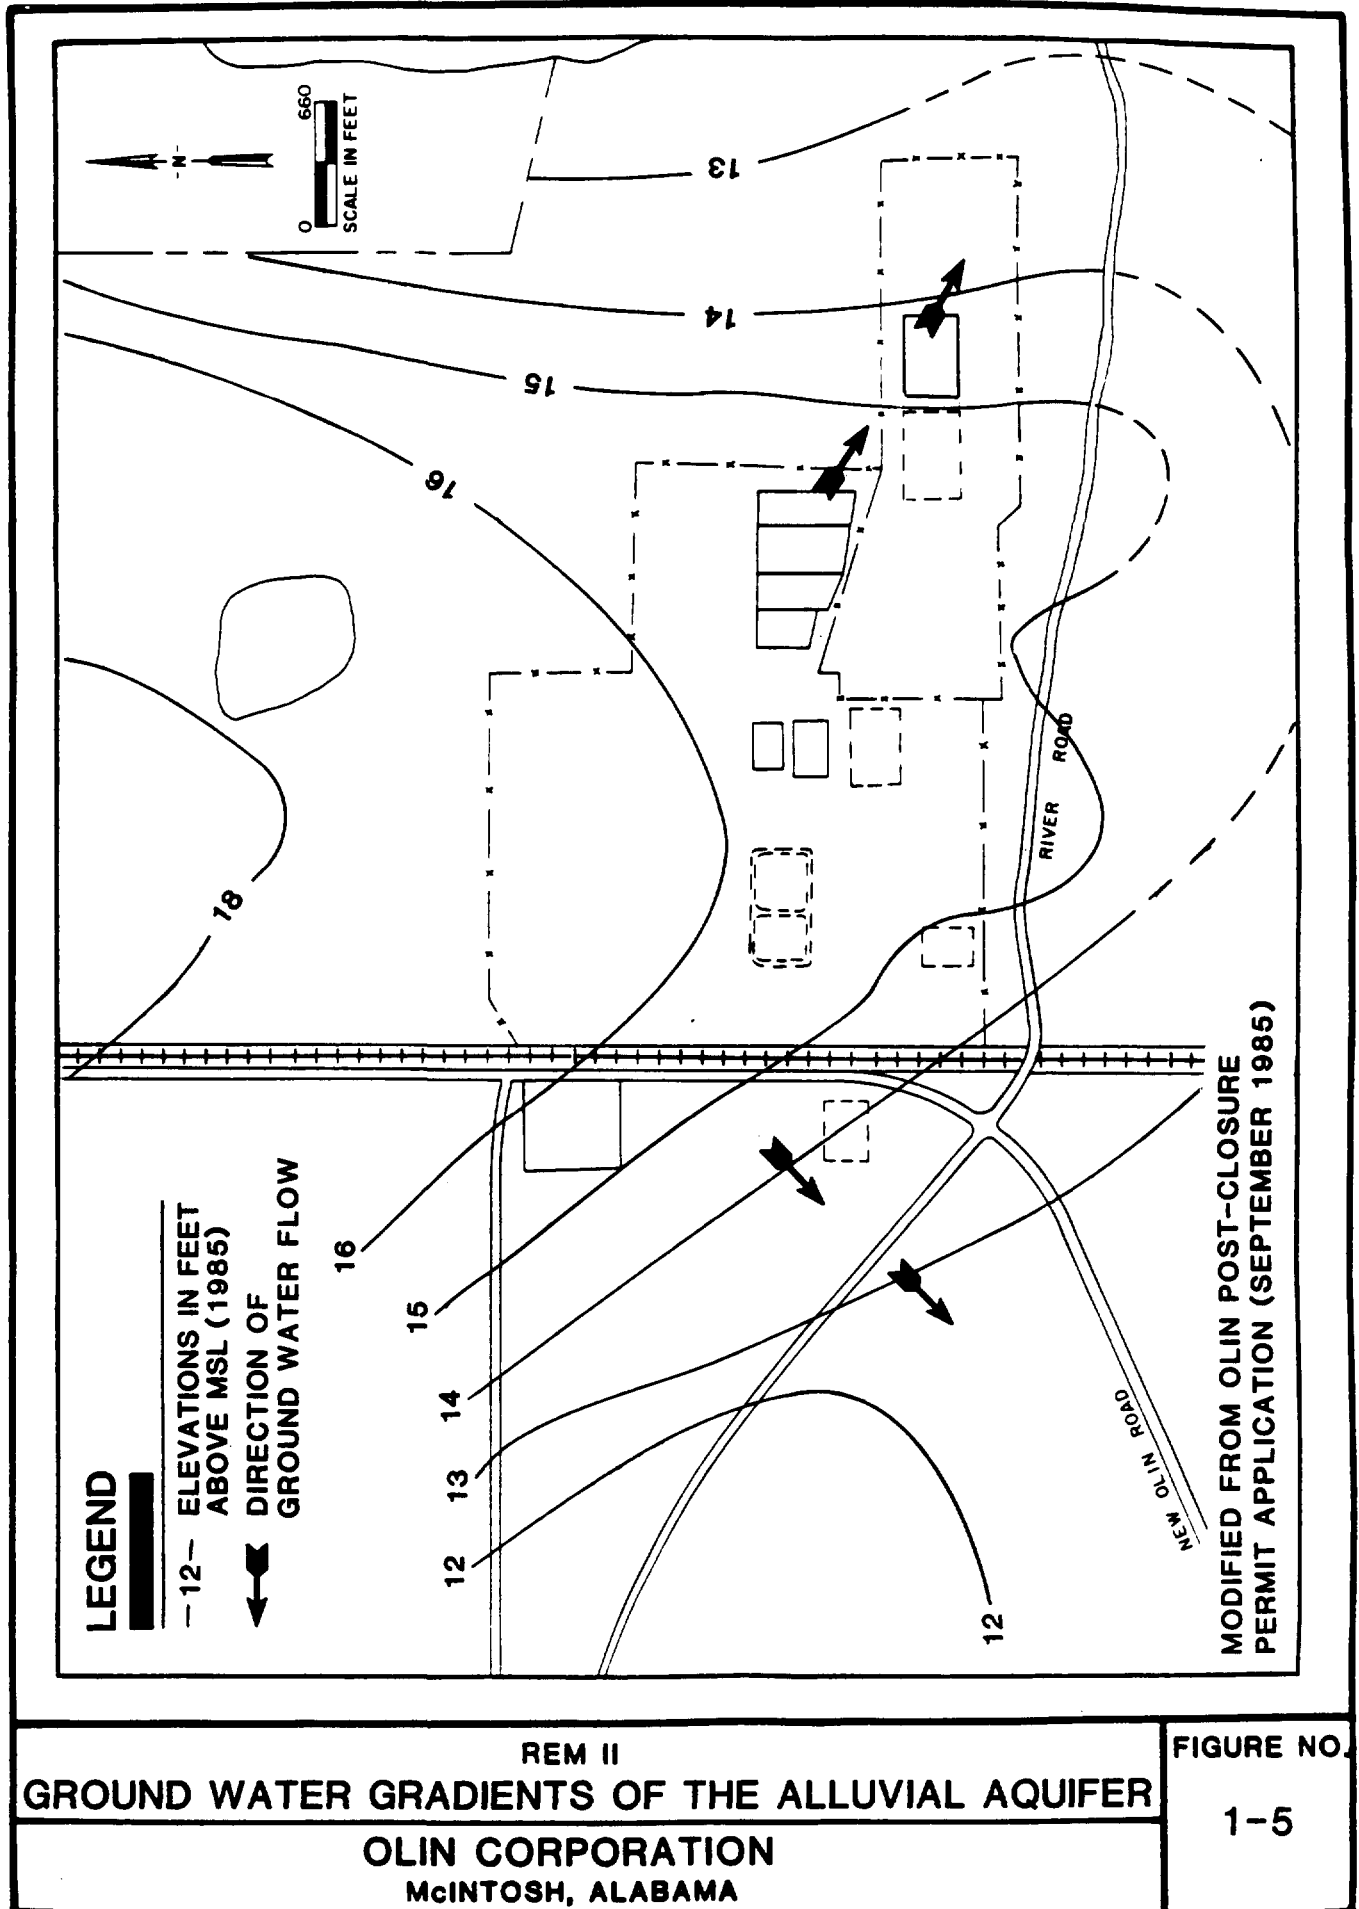 LEGEND
-12- ELEVATIONS IN FEET
ABOVE MSL (1985)
DIRECTION OF
GROUND WATER FLOW
-N-
0 660
SCALE IN FEET
18
16
15
14
13
16
15
14
13
12
12
RIVER ROAD
NEW OLIN ROAD
MODIFIED FROM OLIN POST-CLOSURE
PERMIT APPLICATION (SEPTEMBER 1985)
REM II
GROUND WATER GRADIENTS OF THE ALLUVIAL AQUIFER
OLIN CORPORATION
McINTOSH, ALABAMA
FIGURE NO.
1-5